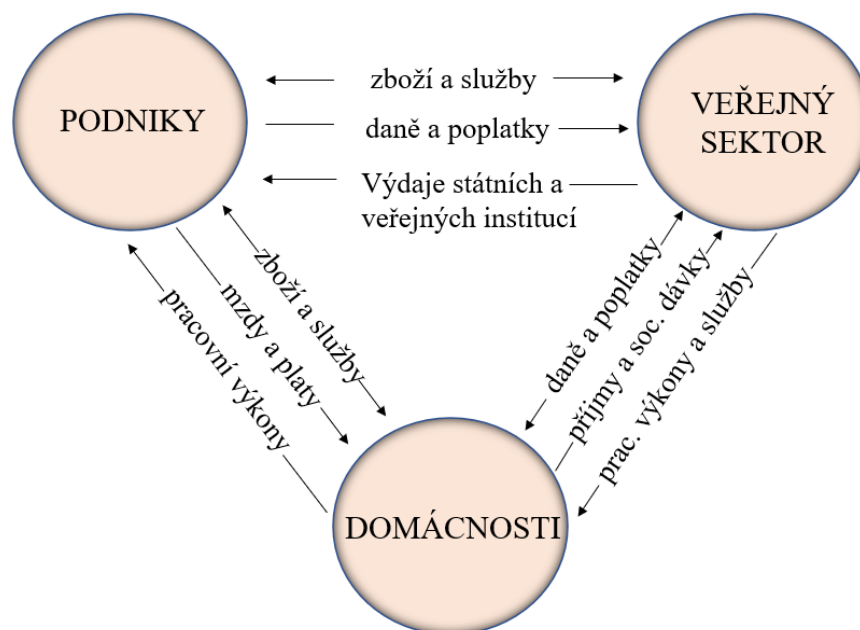 zboží a služby
PODNIKY
VEŘEJNÝ
SEKTOR
daně a poplatky
Výdaje státních a
veřejných institucí
zboží a služby
mzdy a platy
pracovní výkony
daně a poplatky
příjmy a soc. dávky
prac. výkony a služby
DOMÁCNOSTI